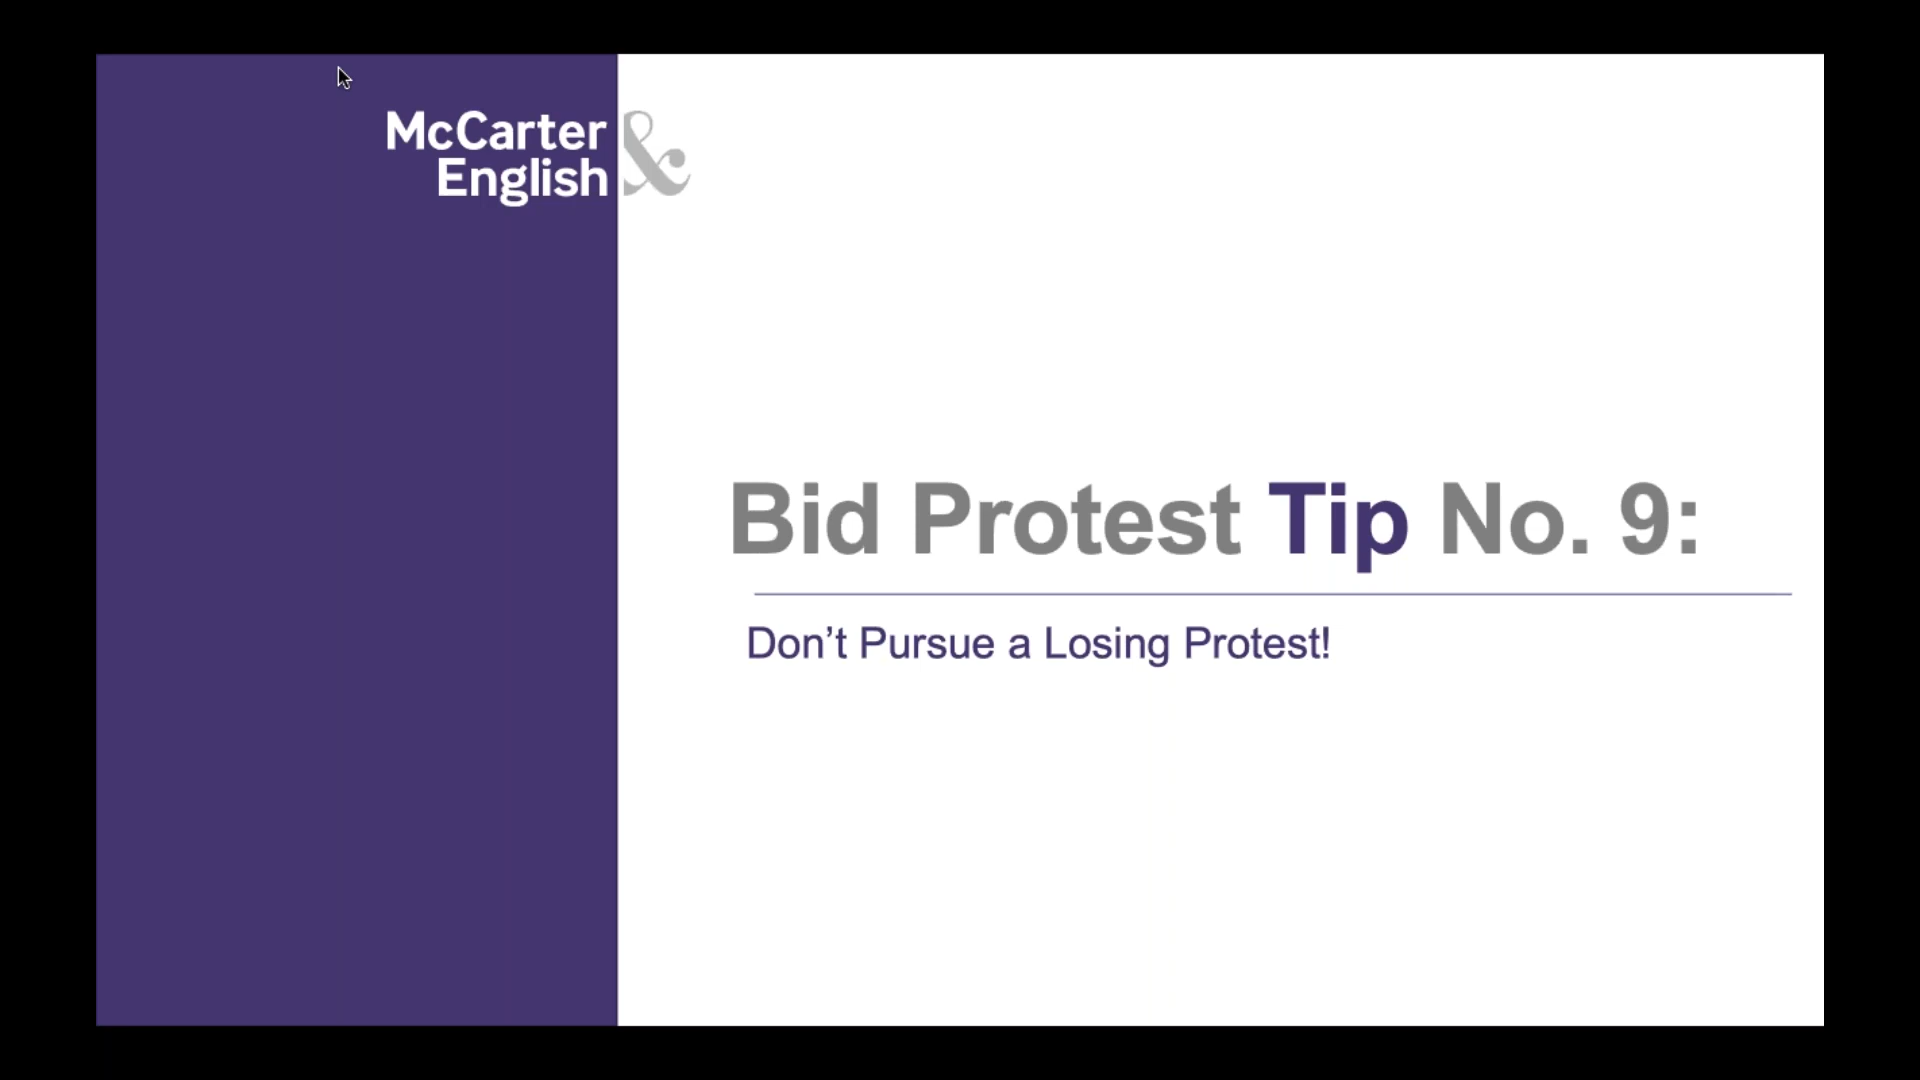 McCarter
English &
Bid Protest Tip No. 9:
Don’t Pursue a Losing Protest!